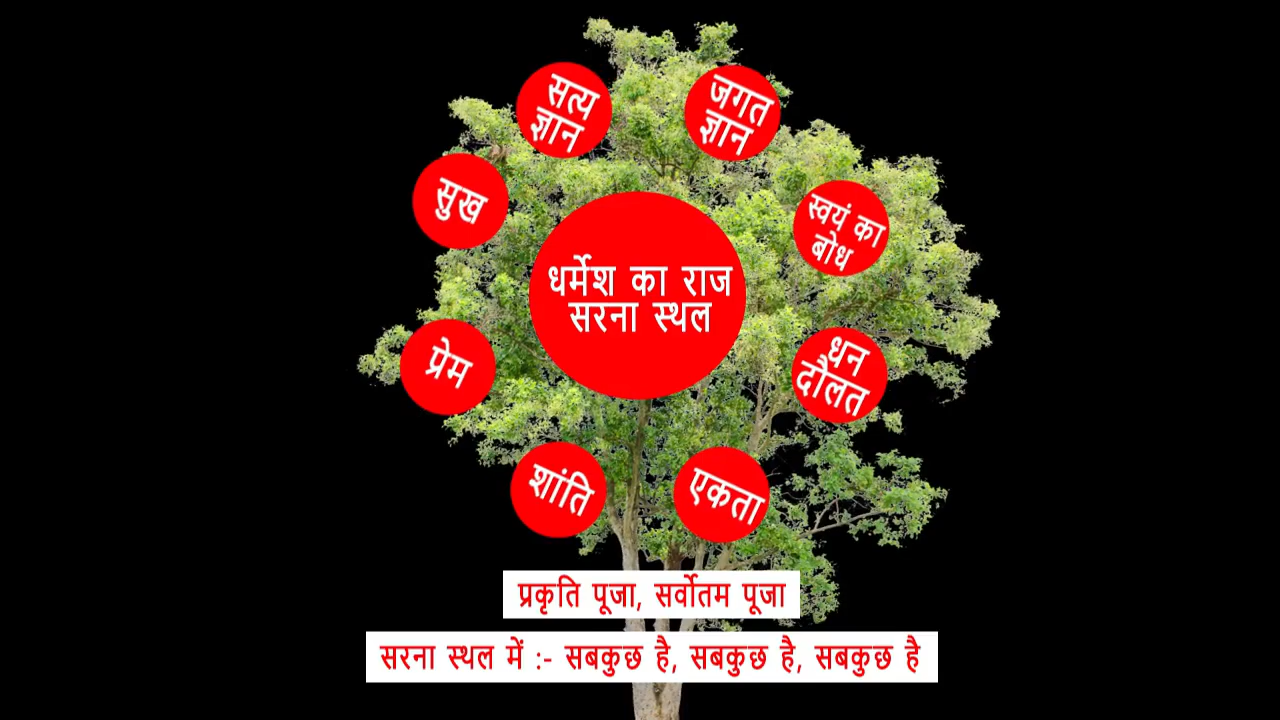 सत्य
ज्ञान
जगत
ज्ञान
सुख
स्वयं का
बोध
धर्मेश का राज
सरना स्थल
प्रेम
धन
दौलत
शांति
एकता
प्रकृति पूजा, सर्वोतम पूजा
सरना स्थल में :- सबकुछ है, सबकुछ है, सबकुछ है